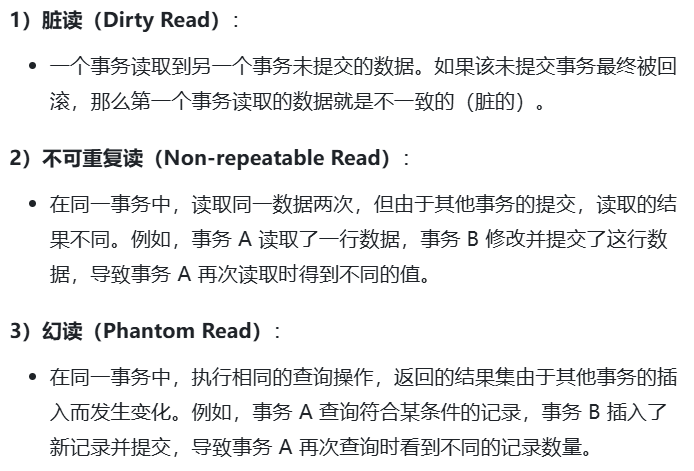 1）脏读（Dirty Read）：
• 一个事务读取到另一个事务未提交的数据。如果该未提交事务最终被回
滚，那么第一个事务读取的数据就是不一致的（脏的）。
2）不可重复读（Non-repeatable Read）：
• 在同一事务中，读取同一数据两次，但由于其他事务的提交，读取的结
果不同。例如，事务 A 读取了一行数据，事务 B 修改并提交了这行数
据，导致事务 A 再次读取时得到不同的值。
3）幻读（Phantom Read）：
• 在同一事务中，执行相同的查询操作，返回的结果集由于其他事务的插
入而发生变化。例如，事务 A 查询符合某条件的记录，事务 B 插入了
新记录并提交，导致事务 A 再次查询时看到不同的记录数量。